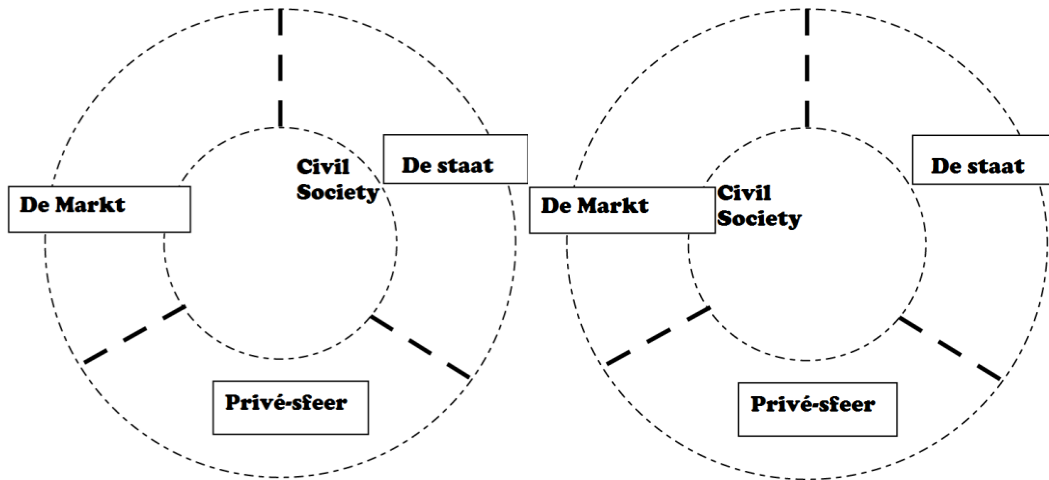 Civil
Society
De staat
De Markt
Privé-sfeer
De staat
De Markt
Civil
Society
Privé-sfeer